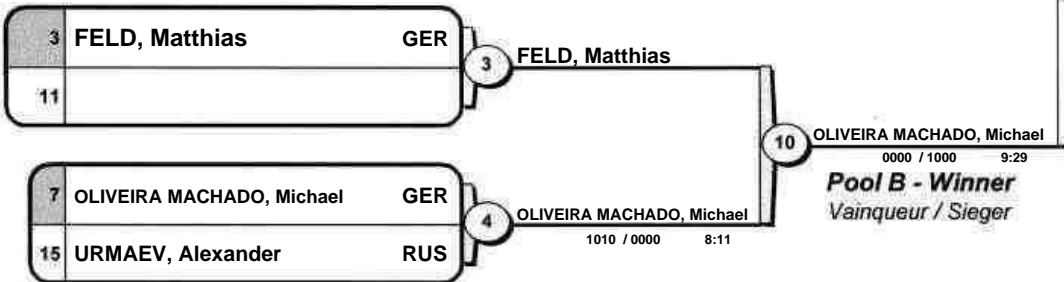 3 FELD, Matthias GER
11
3 FELD, Matthias
7 OLIVEIRA MACHADO, Michael GER
15 URMAEV, Alexander RUS
4 OLIVEIRA MACHADO, Michael
1010 / 0000 8:11
10 OLIVEIRA MACHADO, Michael
0000 / 1000 9:29
Pool B - Winner
Vainqueur / Sieger